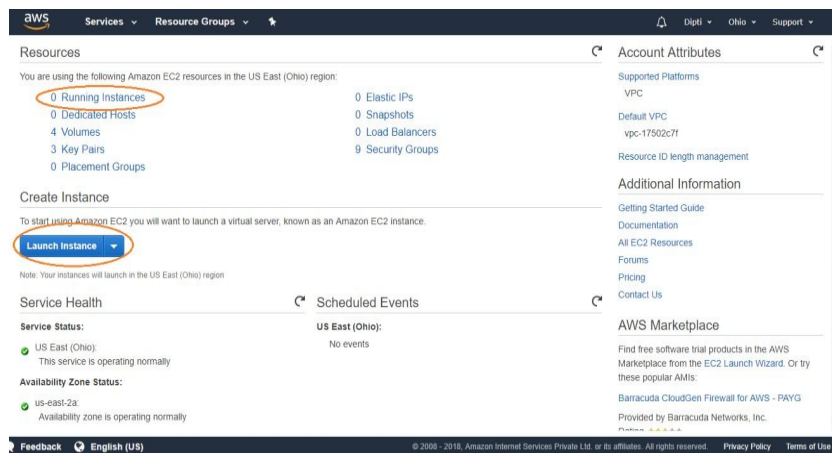 aws Services Resource Groups Dipti Ohio Support
Resources
You are using the following Amazon EC2 resources in the US East (Ohio) region:
0 Running Instances
0 Elastic IPs
0 Dedicated Hosts
0 Snapshots
4 Volumes
0 Load Balancers
3 Key Pairs
9 Security Groups
0 Placement Groups
Create Instance
To start using Amazon EC2 you will want to launch a virtual server, known as an Amazon EC2 instance.
Launch Instance
Note: Your instances will launch in the US East (Ohio) region
Service Health
Service Status:
US East (Ohio):
This service is operating normally
Availability Zone Status:
us-east-2a:
Availability zone is operating normally
Scheduled Events
US East (Ohio):
No events
Account Attributes
Supported Platforms
VPC
Default VPC
vpc-17502c7f
Resource ID length management
Additional Information
Getting Started Guide
Documentation
All EC2 Resources
Forums
Pricing
Contact Us
AWS Marketplace
Find free software trial products in the AWS
Marketplace from the EC2 Launch Wizard. Or try
these popular AMIs:
Barracuda CloudGen Firewall for AWS - PAYG
Provided by Barracuda Networks, Inc.
Feedback English (US) © 2008 - 2018, Amazon Internet Services Private Ltd. or its affiliates. All rights reserved. Privacy Policy Terms of Use